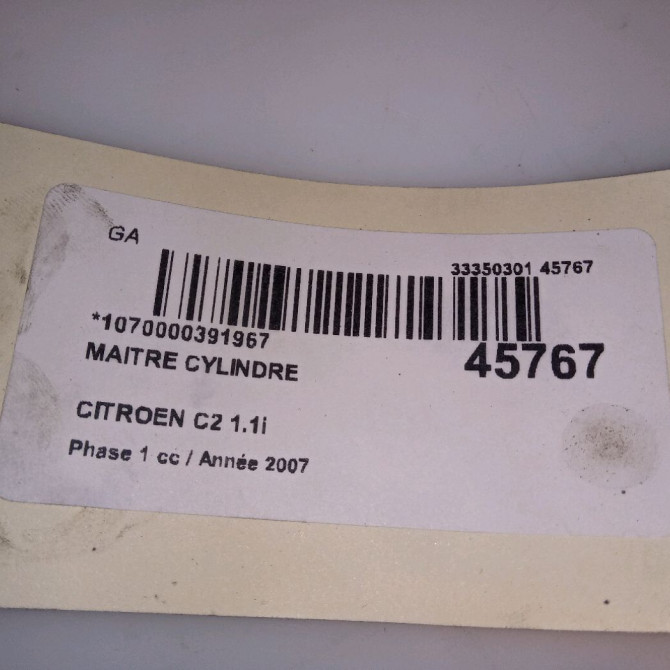 GA
33350301 45767
*1070000391967
45767
MAITRE CYLINDRE
CITROEN C2 1.1i
Phase 1 cc / Année 2007